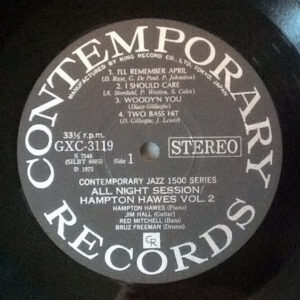 CONTEMPORARY
MANUFACTURED BY KING RECORD CO. LTD. TOKYO, JAPAN
1. I'LL REMEMBER APRIL
(D. Raye, G. De Paul, P. Johnston)
2. I SHOULD CARE
(A. Stordahl, P. Weston, S. Cahn)
3. WOODY'N YOU
(Dizzy Gillespie)
4. TWO BASS HIT
(D. Gillespie, J. Lewis)
33⅓ r.p.m.
GXC-3119
STEREO
S 7546
Side 1
℗ 1975
CONTEMPORARY JAZZ 1500 SERIES
ALL NIGHT SESSION/
HAMPTON HAWES VOL. 2
HAMPTON HAWES (Piano)
JIM HALL (Guitar)
RED MITCHELL (Bass)
BRUZ FREEMAN (Drums)
CR
RECORDS